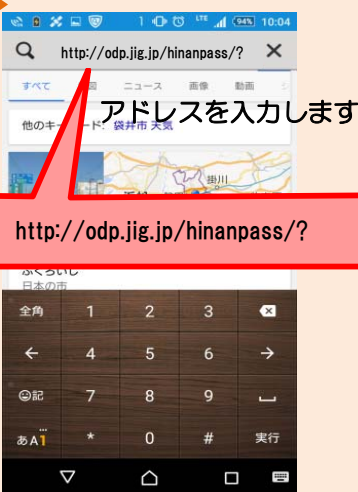 1 LTE 94% 10:04
http://odp.jig.jp/hinanpass/?
すべて ニュース 画像 動画
アドレスを入力します
他のキ ード: 袋井市 天気
掛川
http://odp.jig.jp/hinanpass/?
ふくろいし
日本の市
全角 1 2 3
4 5 6
記 7 8 9
あA1 * 0 # 実行